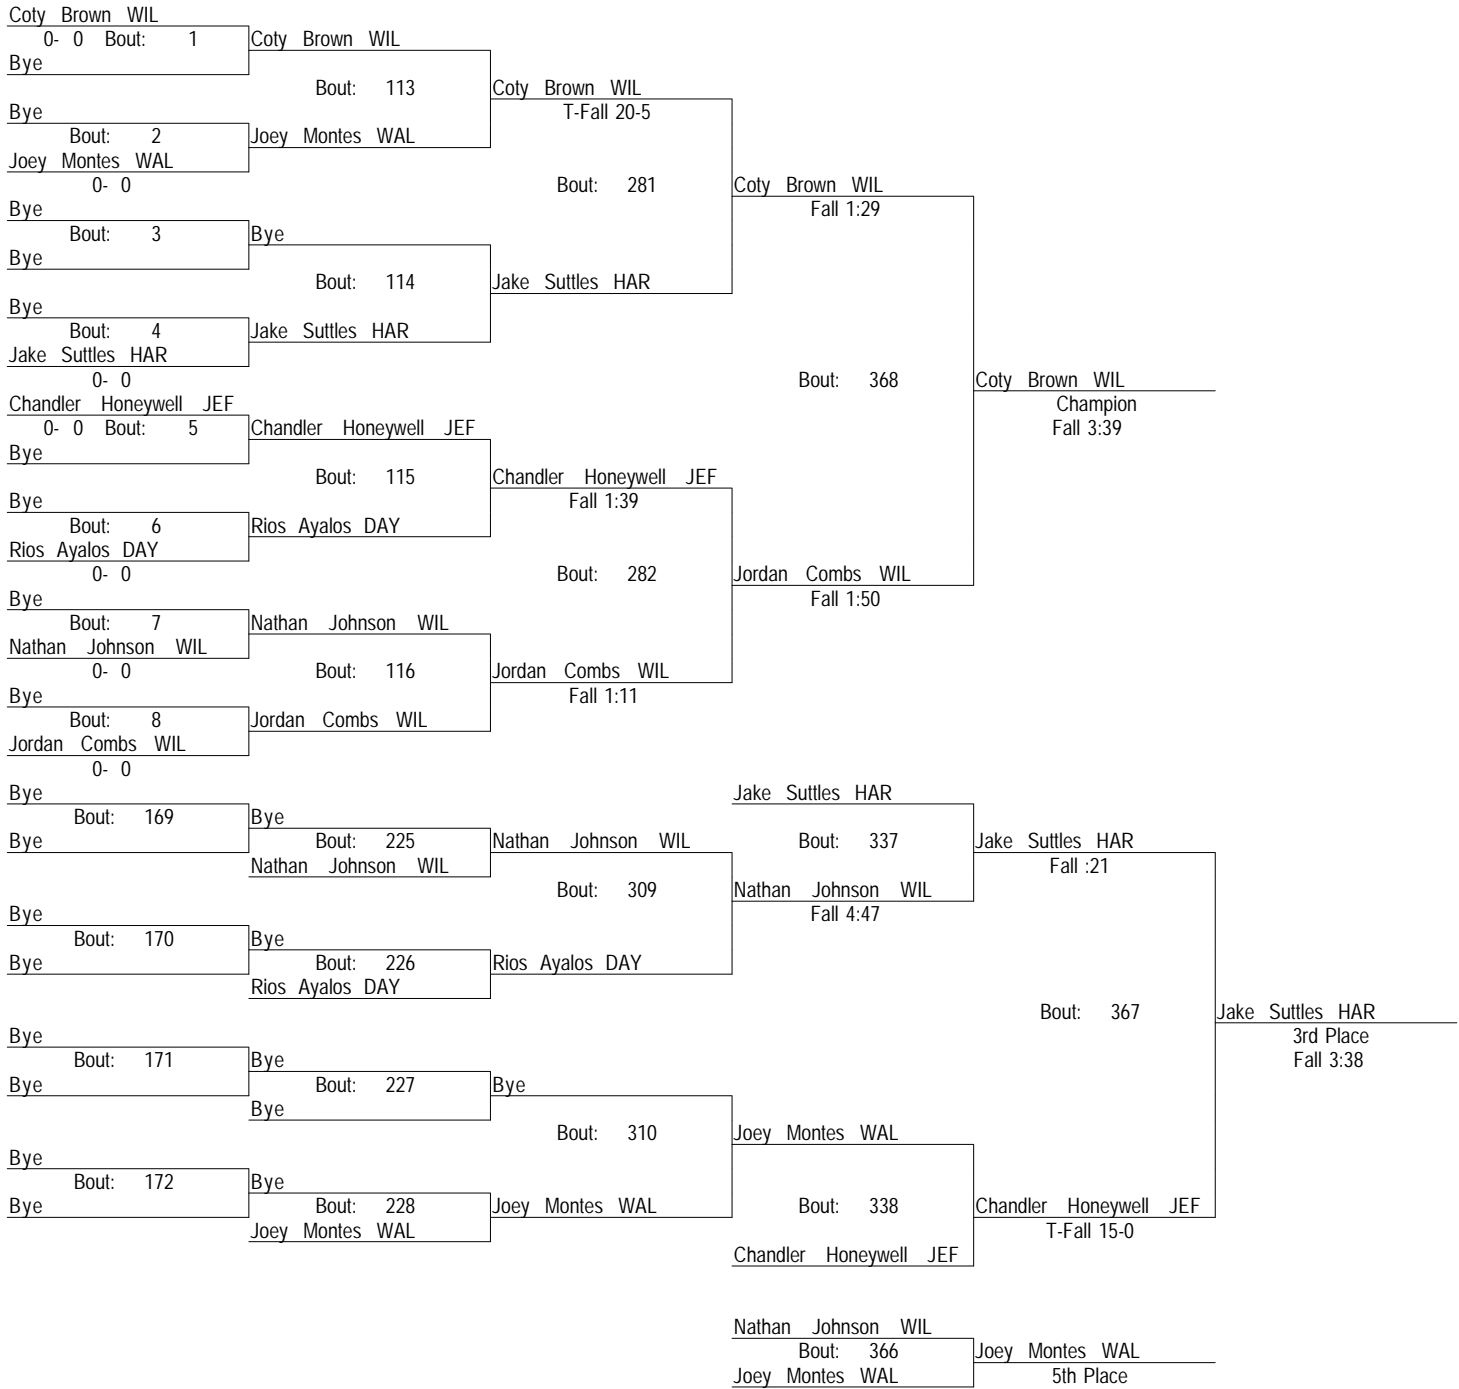 Coty Brown WIL
0- 0 Bout: 1 Coty Brown WIL
Bye
Bout: 113 Coty Brown WIL
Bye T-Fall 20-5
Bout: 2 Joey Montes WAL
Joey Montes WAL
0- 0 Bout: 281 Coty Brown WIL
Bye Fall 1:29
Bout: 3 Bye
Bye
Bout: 114 Jake Suttles HAR
Bye
Bout: 4 Jake Suttles HAR
Jake Suttles HAR
0- 0 Bout: 368 Coty Brown WIL
Chandler Honeywell JEF Champion
0- 0 Bout: 5 Chandler Honeywell JEF Fall 3:39
Bye
Bout: 115 Chandler Honeywell JEF
Bye Fall 1:39
Bout: 6 Rios Ayalos DAY
Rios Ayalos DAY
0- 0 Bout: 282 Jordan Combs WIL
Bye Fall 1:50
Bout: 7 Nathan Johnson WIL
Nathan Johnson WIL
0- 0 Bout: 116 Jordan Combs WIL
Bye Fall 1:11
Bout: 8 Jordan Combs WIL
Jordan Combs WIL
0- 0
Bye Jake Suttles HAR
Bout: 169 Bye
Bye Bout: 225 Nathan Johnson WIL Bout: 337 Jake Suttles HAR
Nathan Johnson WIL Fall :21
Bout: 309 Nathan Johnson WIL
Bye Fall 4:47
Bout: 170 Bye
Bye Bout: 226 Rios Ayalos DAY
Rios Ayalos DAY
Bout: 367 Jake Suttles HAR
Bye 3rd Place
Bout: 171 Bye Fall 3:38
Bye Bout: 227 Bye
Bye
Bout: 310 Joey Montes WAL
Bye
Bout: 172 Bye
Bye Bout: 228 Joey Montes WAL Bout: 338 Chandler Honeywell JEF
Joey Montes WAL T-Fall 15-0
Chandler Honeywell JEF
Nathan Johnson WIL
Bout: 366 Joey Montes WAL
Joey Montes WAL 5th Place